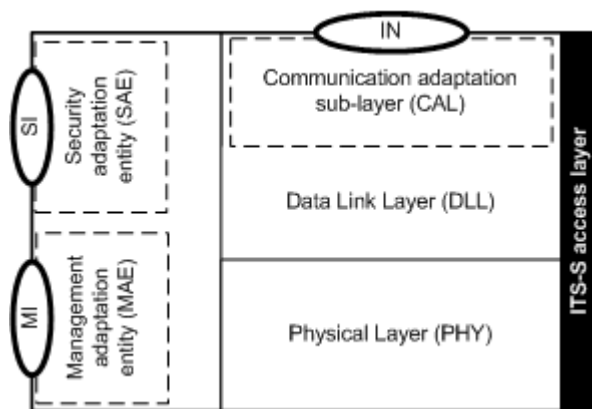 IN
Communication adaptation
sub-layer (CAL)
SI
Security
adaptation
entity (SAE)
Data Link Layer (DLL)
MI
Management
adaptation
entity (MAE)
Physical Layer (PHY)
ITS-S access layer